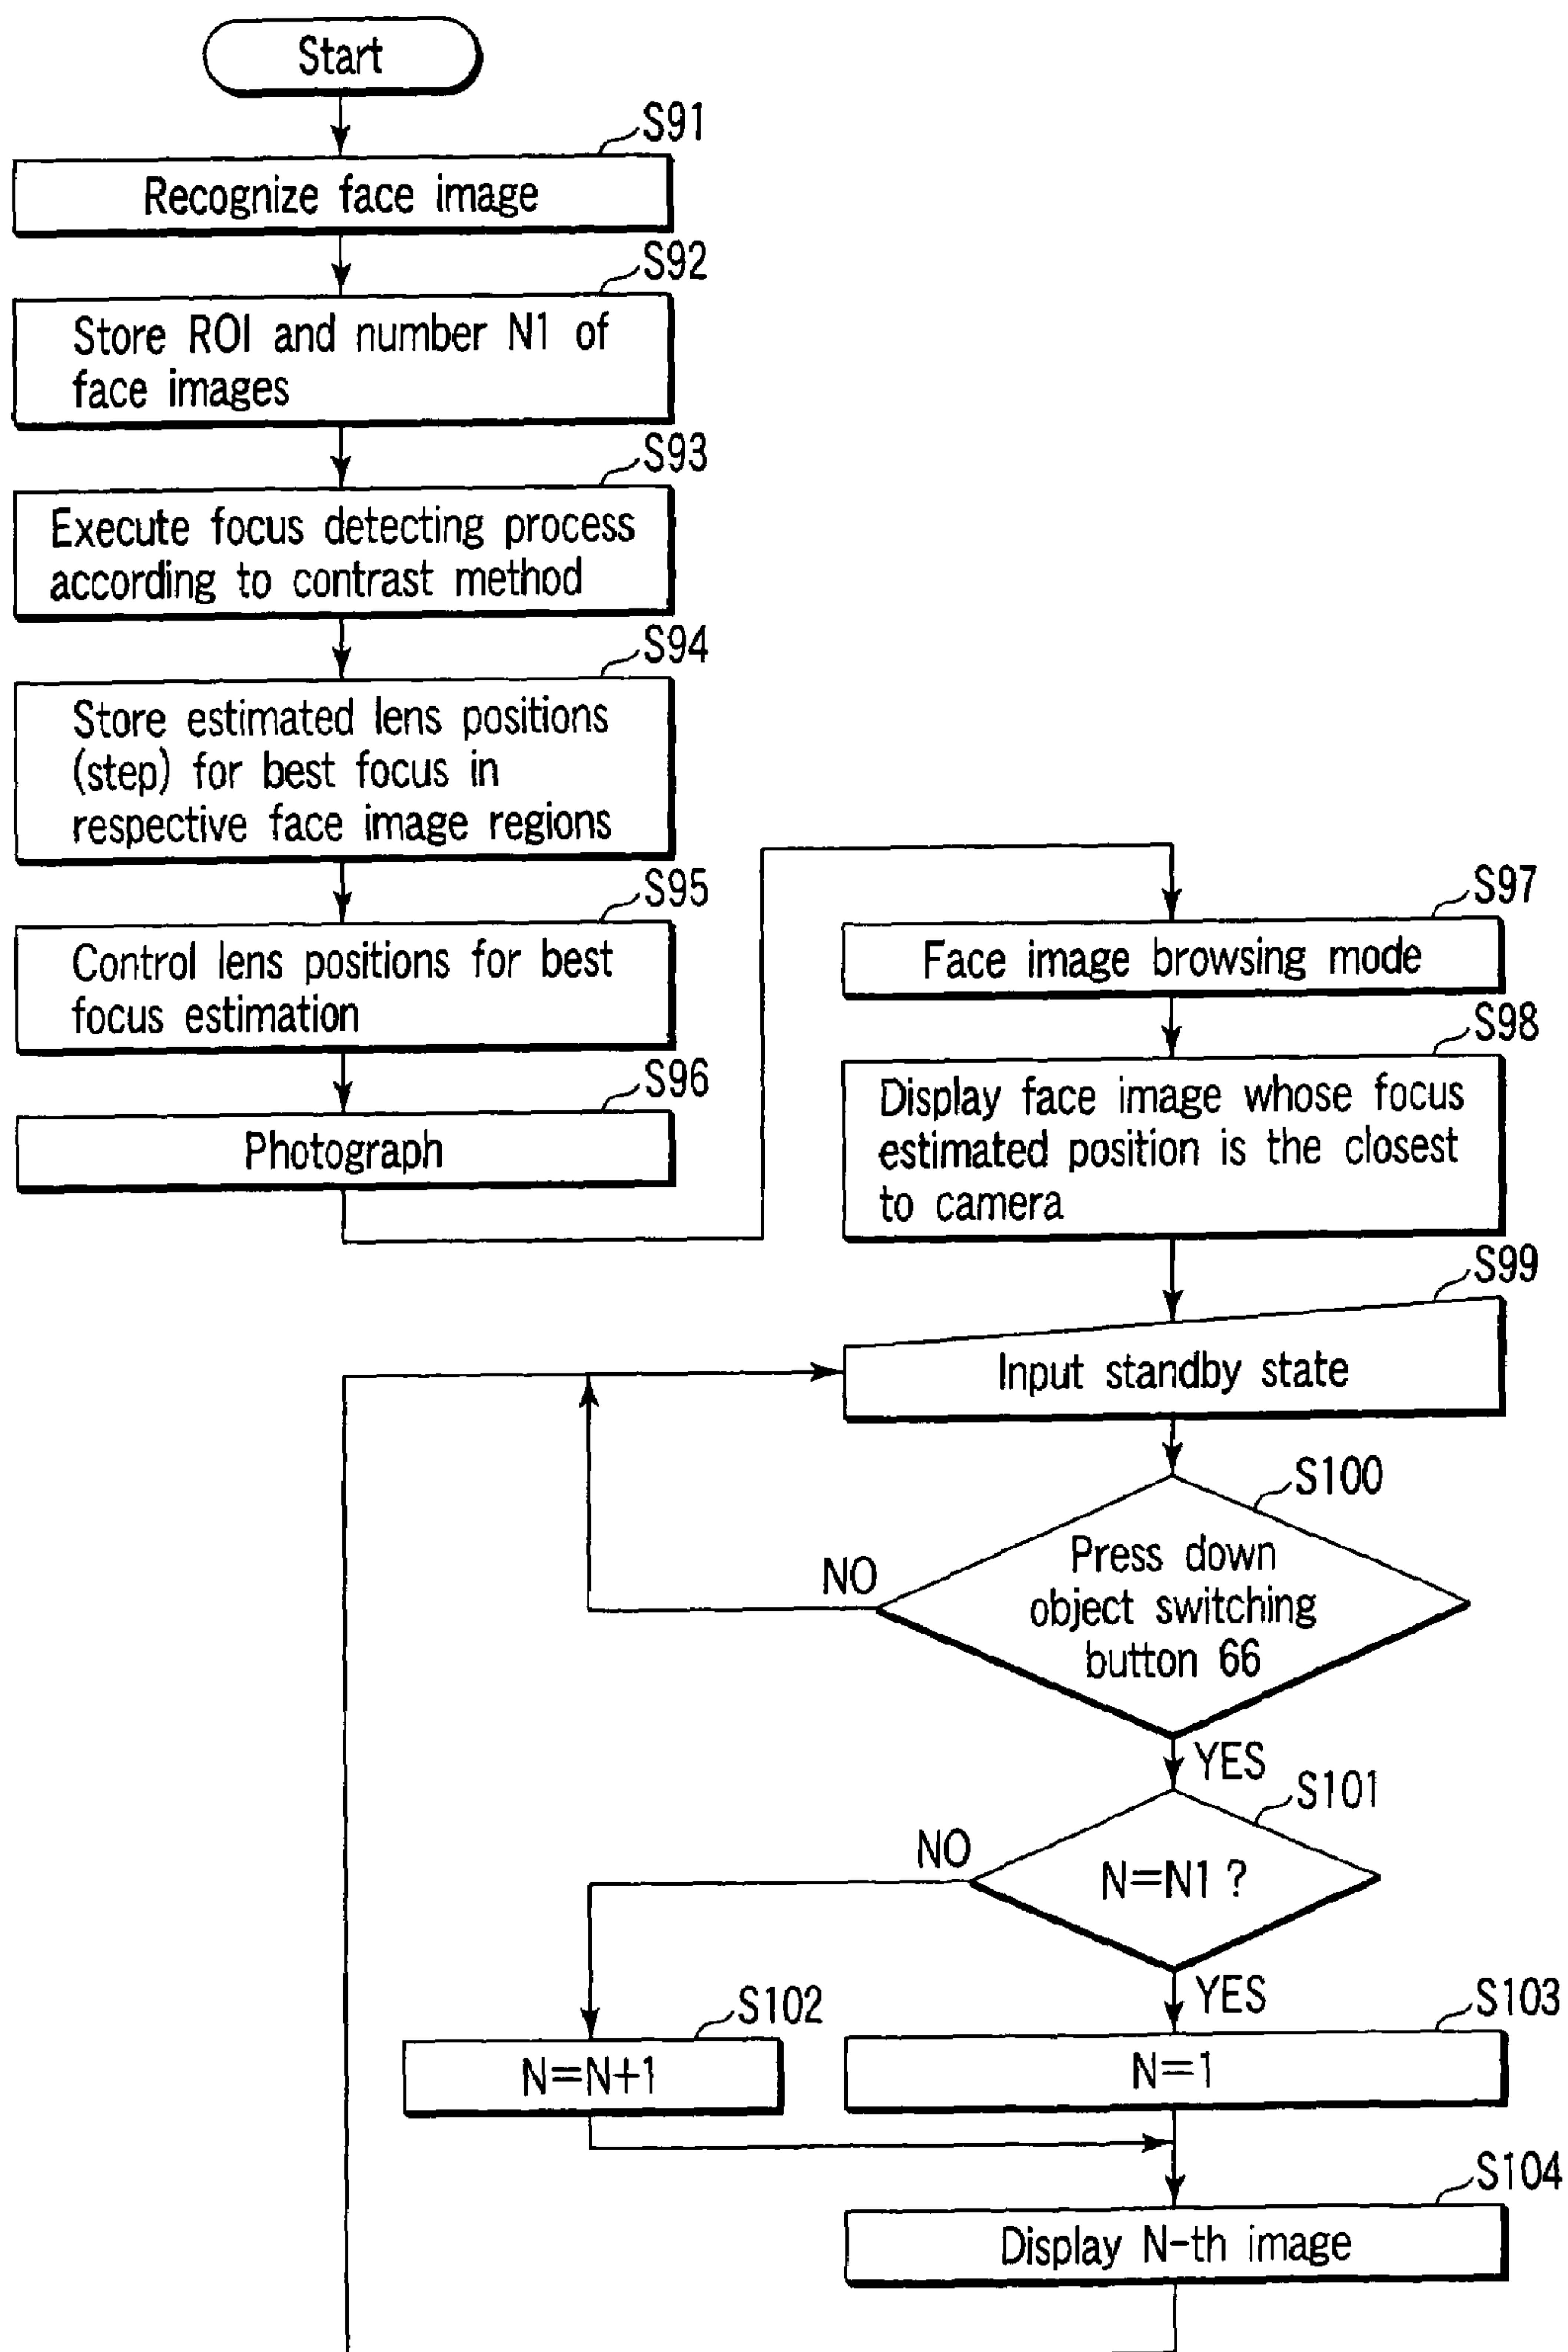 Start
S91
Recognize face image
S92
Store ROI and number N1 of
face images
S93
Execute focus detecting process
according to contrast method
S94
Store estimated lens positions
(step) for best focus in
respective face image regions
S95
Control lens positions for best
focus estimation
S96
Photograph
S97
Face image browsing mode
S98
Display face image whose focus
estimated position is the closest
to camera
S99
Input standby state
S100
Press down
object switching
button 66
NO
YES
S101
N=N1 ?
NO
YES
S102
N=N+1
S103
N=1
S104
Display N-th image